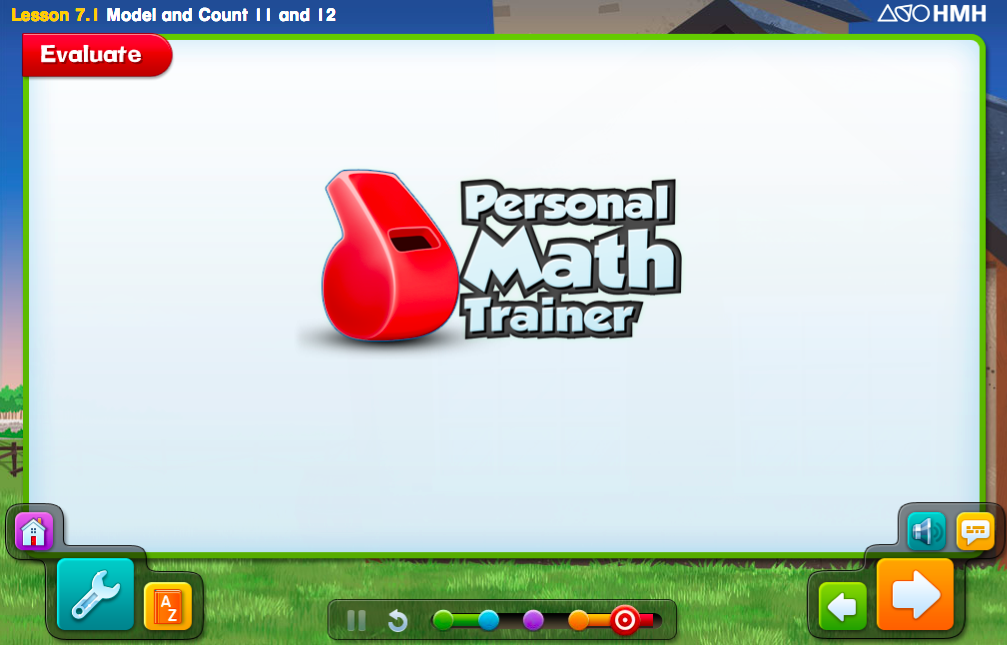 Lesson 7.1 Model and Count 11 and 12
HMH
Evaluate
Personal
Math
Trainer
A
Z